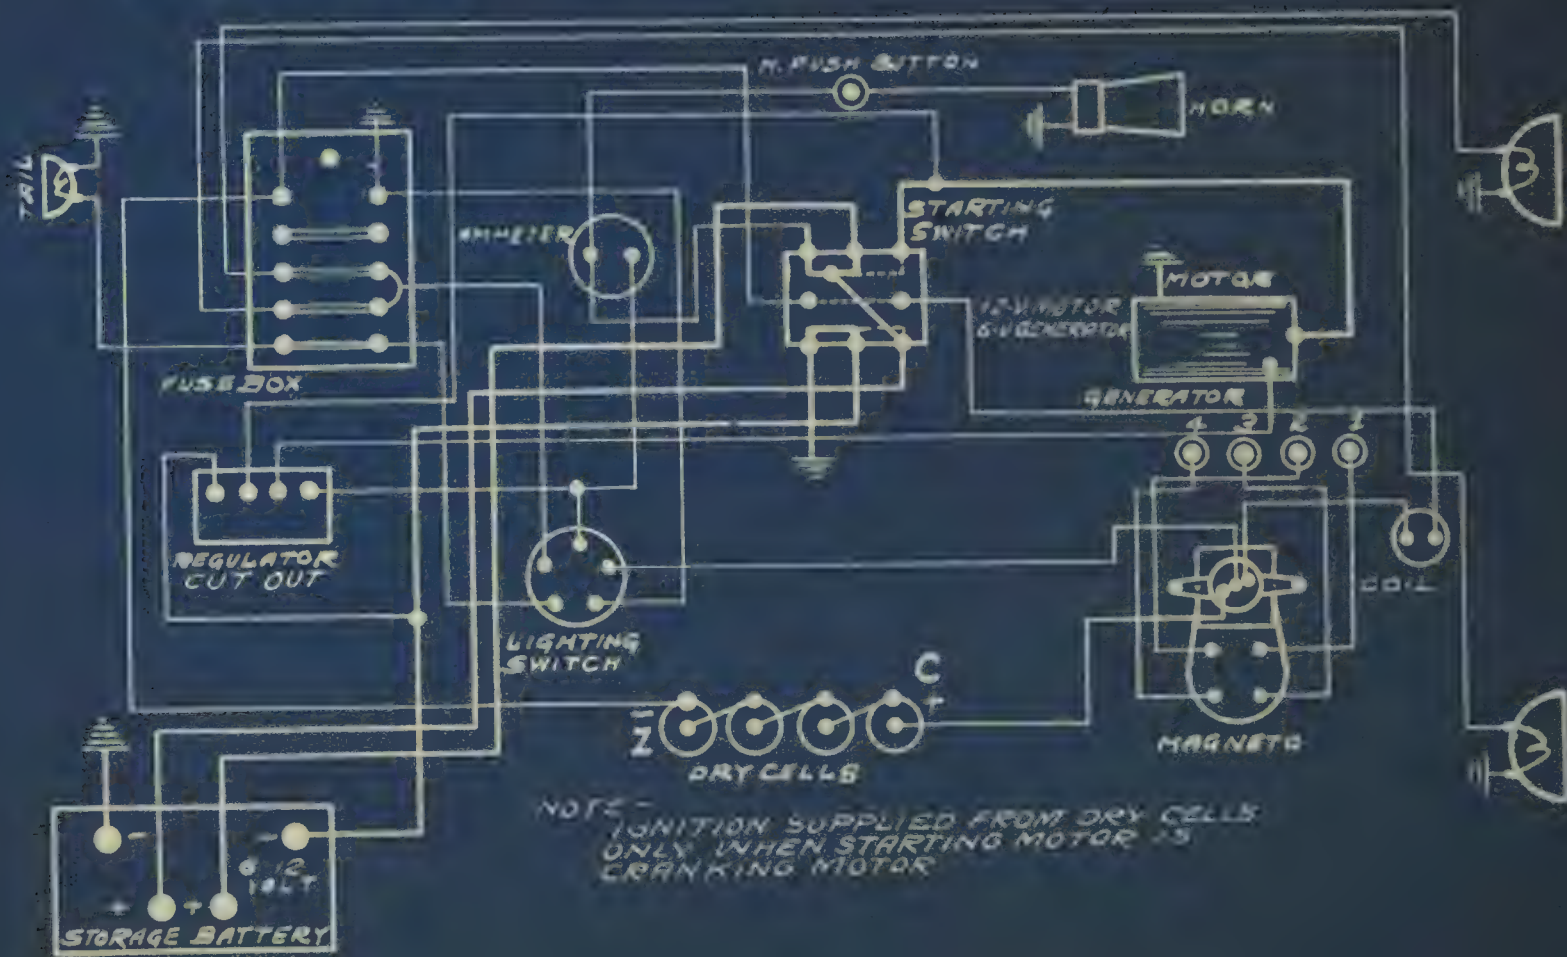 H. PUSH BUTTON
HORN
TAIL
AMMETER
STARTING
SWITCH
MOTOR
12-V.MOTOR
6-V.GENERATOR
FUSE BOX
GENERATOR
4 3 2 1
REGULATOR
CUT OUT
COIL
LIGHTING
SWITCH
C
+
-
Z
DRY CELLS
MAGNETO
NOTE-
IGNITION SUPPLIED FROM DRY CELLS
ONLY WHEN STARTING MOTOR IS
CRANKING MOTOR
- -
6-12
VOLT
+ +
STORAGE BATTERY